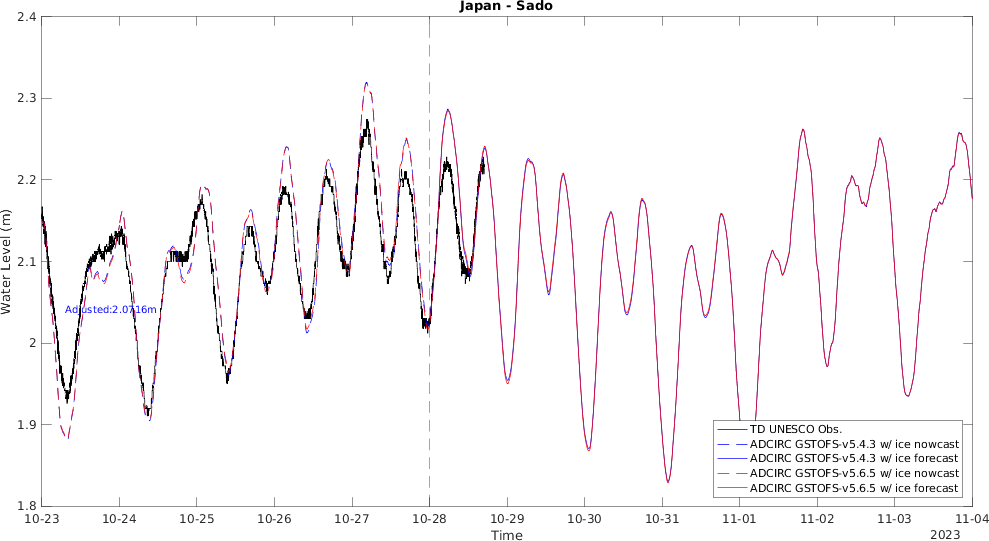 Japan - Sado
2.4
2.3
2.2
2.1
2
1.9
1.8
Water Level (m)
Adjusted:2.0716m
TD UNESCO Obs.
ADCIRC GSTOFS-v5.4.3 w/ ice nowcast
ADCIRC GSTOFS-v5.4.3 w/ ice forecast
ADCIRC GSTOFS-v5.6.5 w/ ice nowcast
ADCIRC GSTOFS-v5.6.5 w/ ice forecast
10-23 10-24 10-25 10-26 10-27 10-28 10-29 10-30 10-31 11-01 11-02 11-03 11-04
Time
2023